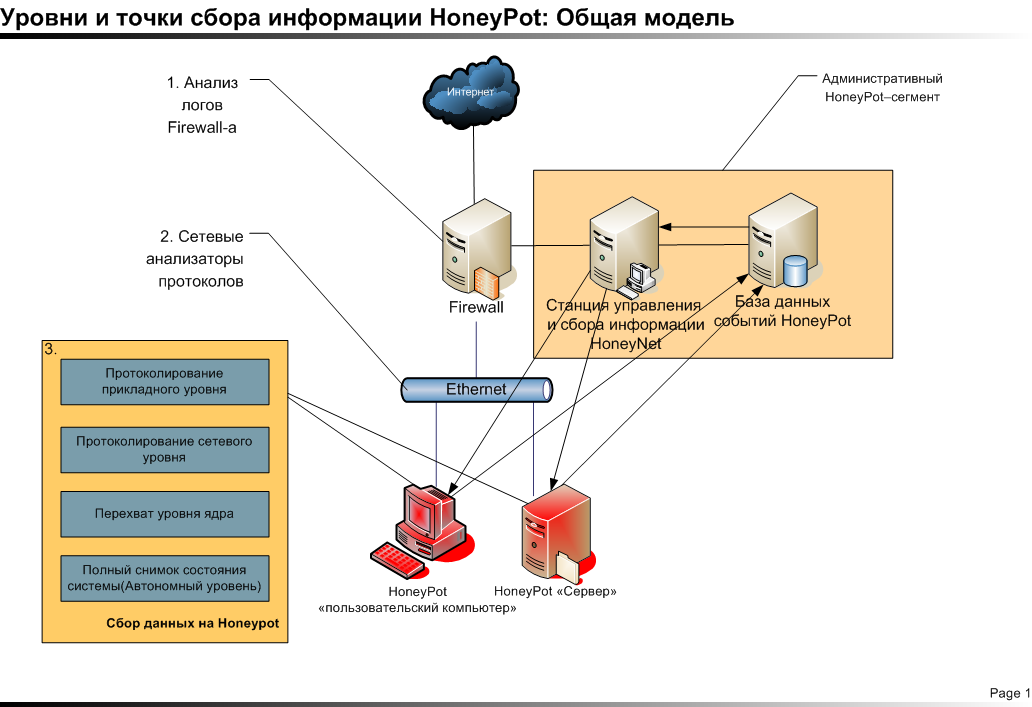 Уровни и точки сбора информации HoneyPot: Общая модель
1. Анализ
логов
Firewall-а
Интернет
Административный
HoneyPot–сегмент
2. Сетевые
анализаторы
протоколов
Firewall
Станция управления
и сбора информации
HoneyNet
База данных
событий HoneyPot
3.
Протоколирование
прикладного уровня
Протоколирование сетевого
уровня
Перехват уровня ядра
Полный снимок состояния
системы(Автономный уровень)
Сбор данных на Honeypot
Ethernet
HoneyPot
«пользовательский компьютер»
HoneyPot «Сервер»
Page 1